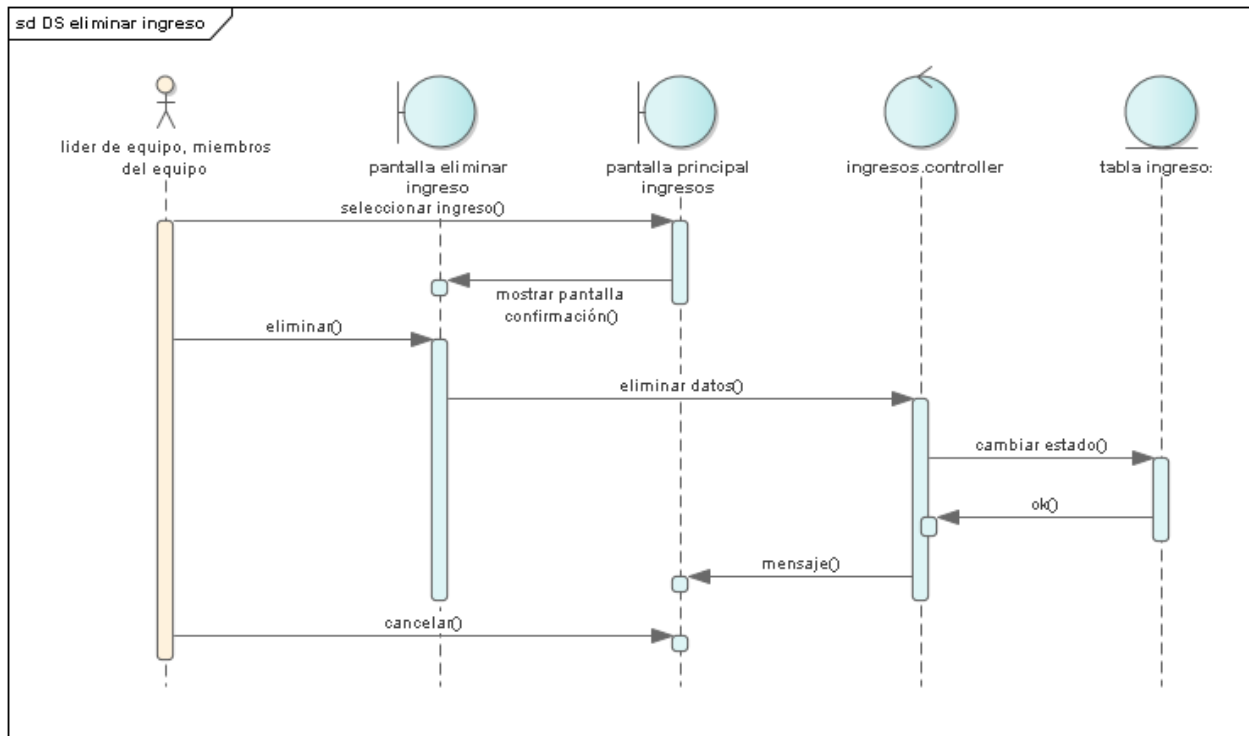 sd DS eliminar ingreso
lider de equipo, miembros
del equipo
pantalla eliminar
ingreso
pantalla principal
ingresos
ingresos.controller
tabla ingreso:
seleccionar ingreso()
mostrar pantalla
confirmación()
eliminar()
eliminar datos()
cambiar estado()
ok()
mensaje()
cancelar()